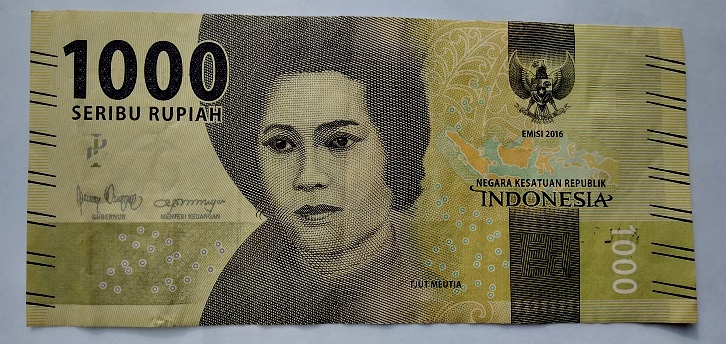 1000
SERIBU RUPIAH
GUBERNUR
MENTERI KEUANGAN
EMISI 2016
NEGARA KESATUAN REPUBLIK
INDONESIA
TJUT MEUTIA
1000